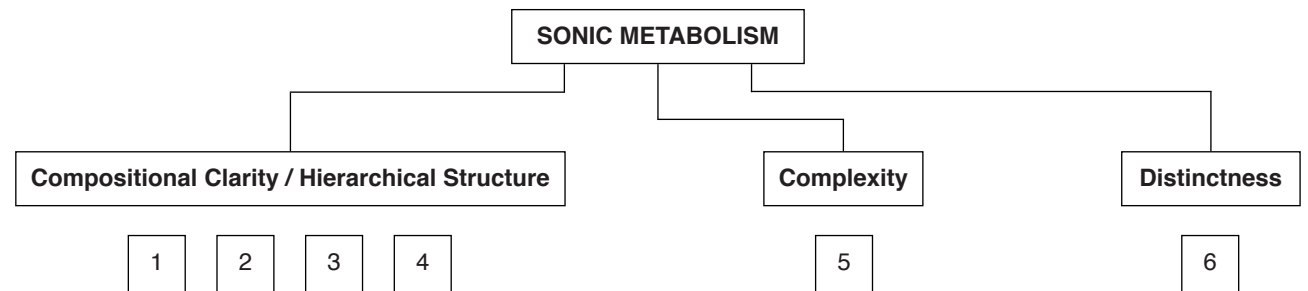 SONIC METABOLISM
Compositional Clarity / Hierarchical Structure
Complexity
Distinctness
1 2 3 4 5 6